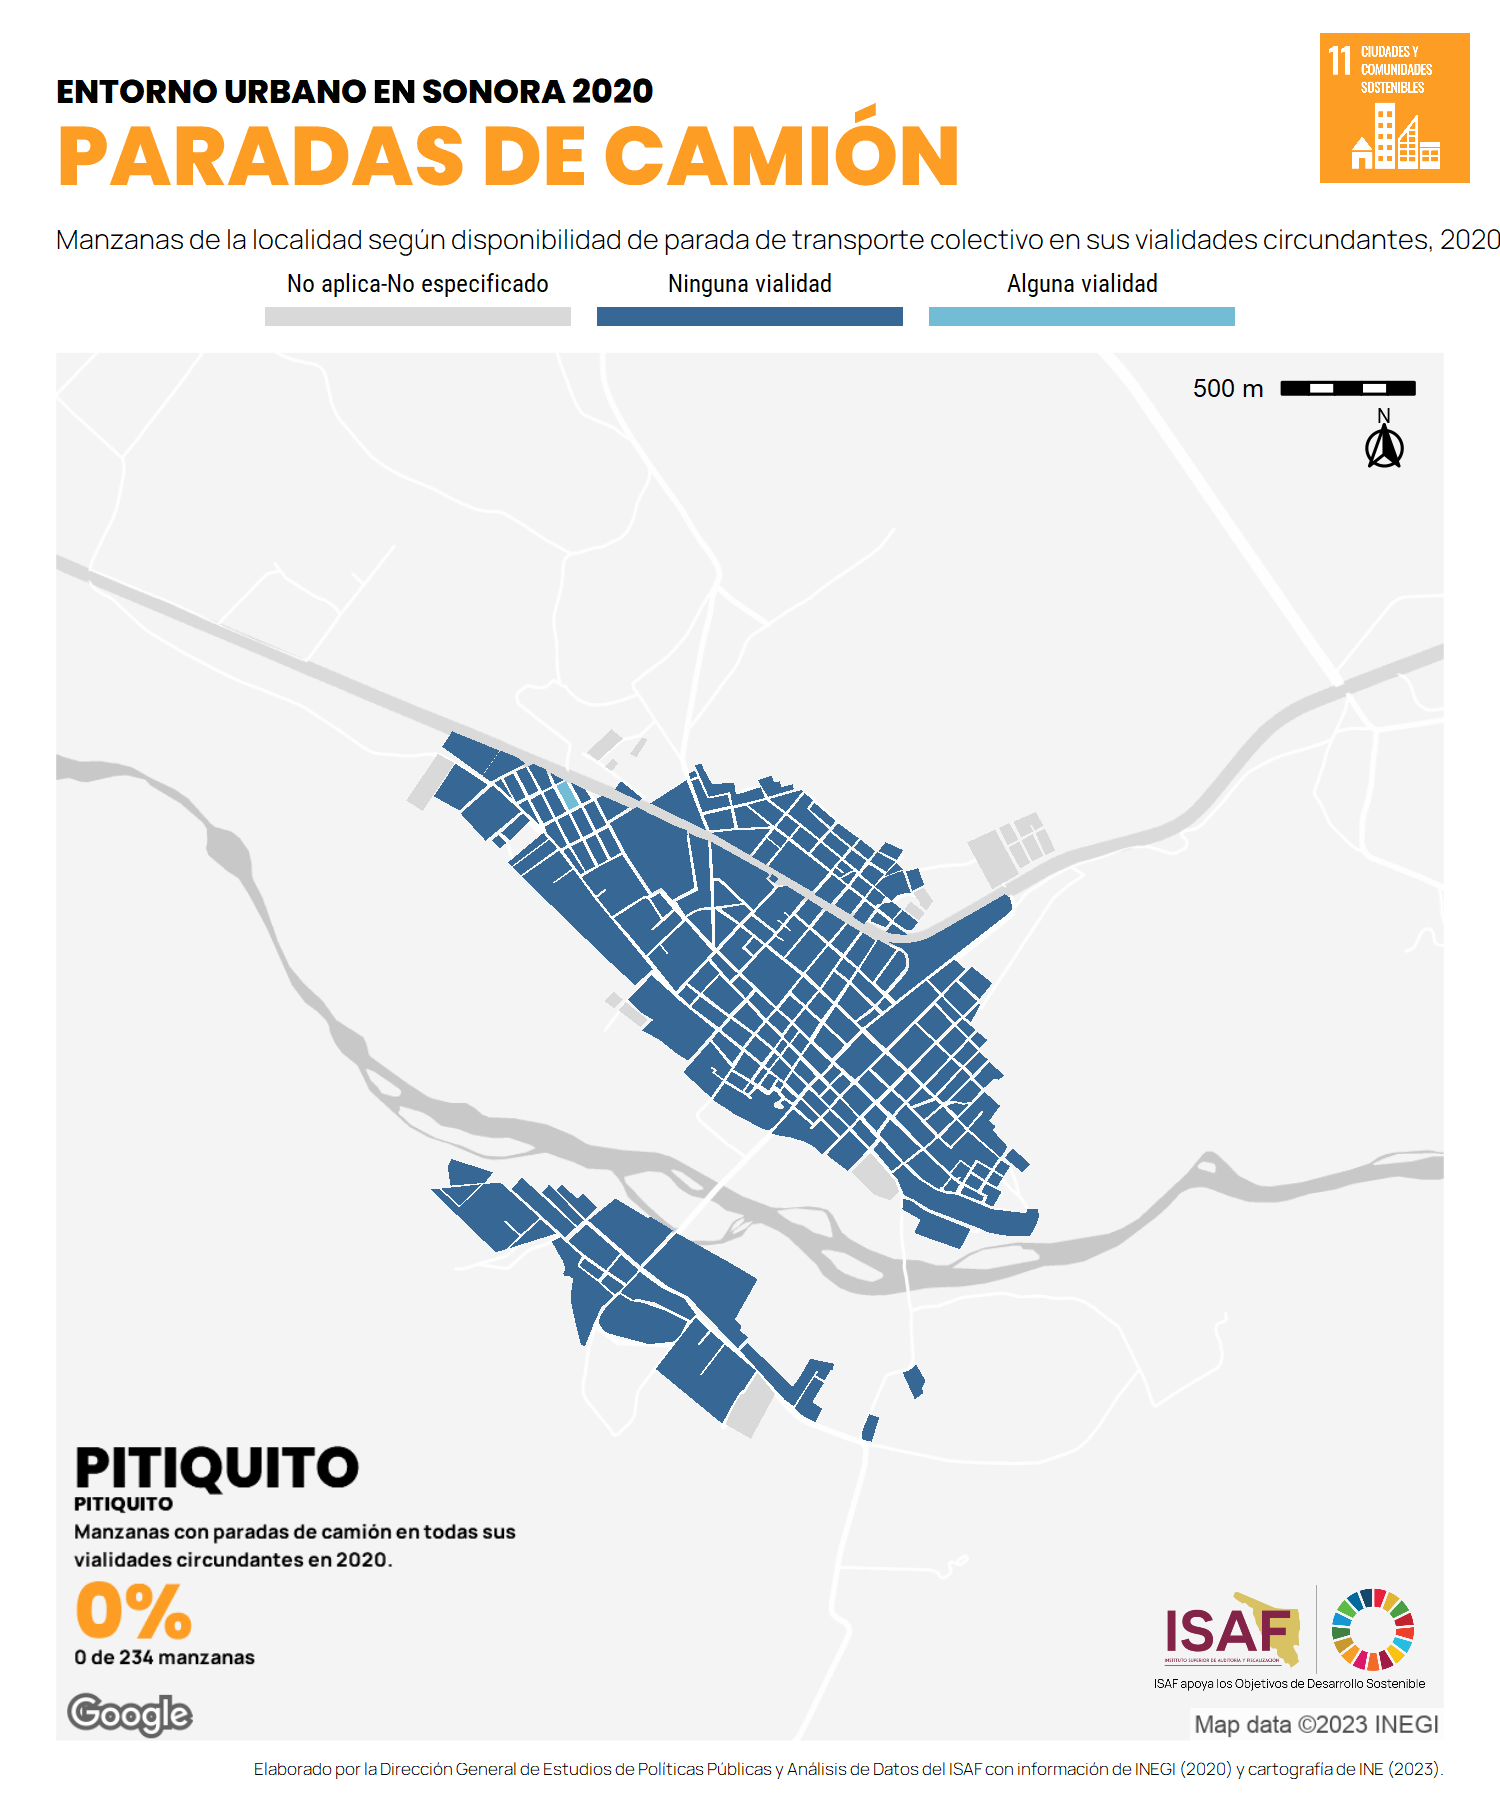 ENTORNO URBANO EN SONORA 2020
PARADAS DE CAMIÓN
11 CIUDADES Y
COMUNIDADES
SOSTENIBLES
Manzanas de la localidad según disponibilidad de parada de transporte colectivo en sus vialidades circundantes, 2020
No aplica-No especificado Ninguna vialidad Alguna vialidad
500 m
N
PITIQUITO
PITIQUITO
Manzanas con paradas de camión en todas sus
vialidades circundantes en 2020.
0%
0 de 234 manzanas
ISAF
INSTITUTO SUPERIOR DE AUDITORÍA Y FISCALIZACIÓN
ISAF apoya los Objetivos de Desarrollo Sostenible
Google
Map data ©2023 INEGI
Elaborado por la Dirección General de Estudios de Políticas Públicas y Análisis de Datos del ISAF con información de INEGI (2020) y cartografía de INE (2023).